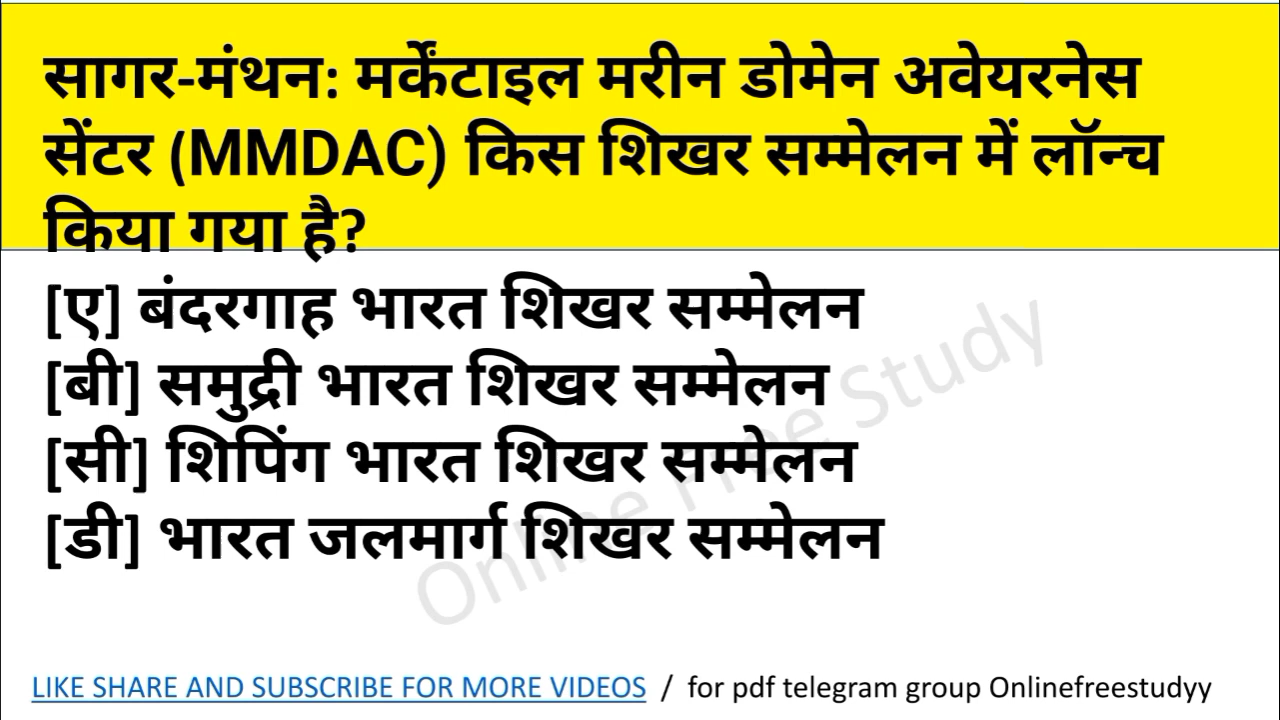 सागर-मंथन: मर्केंटाइल मरीन डोमेन अवेयरनेस
सेंटर (MMDAC) किस शिखर सम्मेलन में लॉन्च
किया गया है?
[ए] बंदरगाह भारत शिखर सम्मेलन
[बी] समुद्री भारत शिखर सम्मेलन
[सी] शिपिंग भारत शिखर सम्मेलन
[डी] भारत जलमार्ग शिखर सम्मेलन
Online Free Study
LIKE SHARE AND SUBSCRIBE FOR MORE VIDEOS / for pdf telegram group Onlinefreestudyy